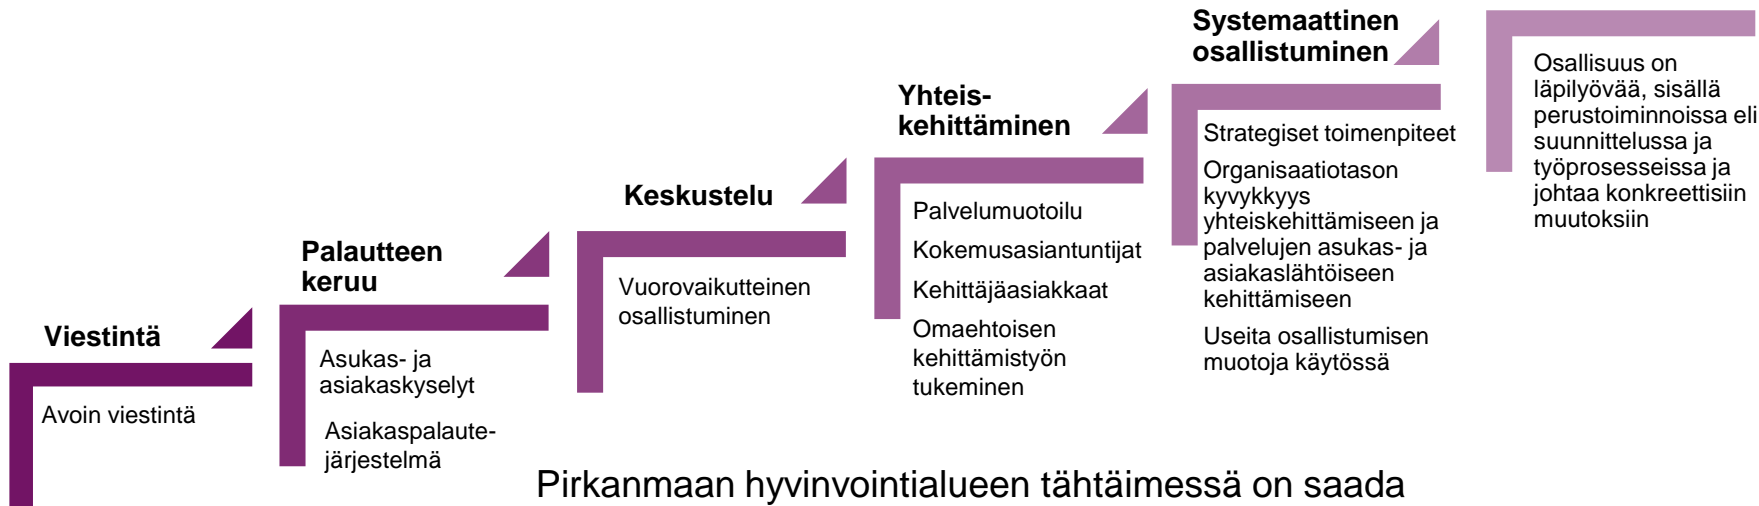 Viestintä
Avoin viestintä
Palautteen
keruu
Asukas- ja
asiakaskyselyt
Asiakaspalaute-
järjestelmä
Keskustelu
Vuorovaikutteinen
osallistuminen
Yhteis-
kehittäminen
Palvelumuotoilu
Kokemusasiantuntijat
Kehittäjäasiakkaat
Omaehtoisen
kehittämistyön
tukeminen
Systemaattinen
osallistuminen
Strategiset toimenpiteet
Organisaatiotason
kyvykkyys
yhteiskehittämiseen ja
palvelujen asukas- ja
asiakaslähtöiseen
kehittämiseen
Useita osallistumisen
muotoja käytössä
Osallisuus on
läpilyövää, sisällä
perustoiminnoissa eli
suunnittelussa ja
työprosesseissa ja
johtaa konkreettisiin
muutoksiin
Pirkanmaan hyvinvointialueen tähtäimessä on saada